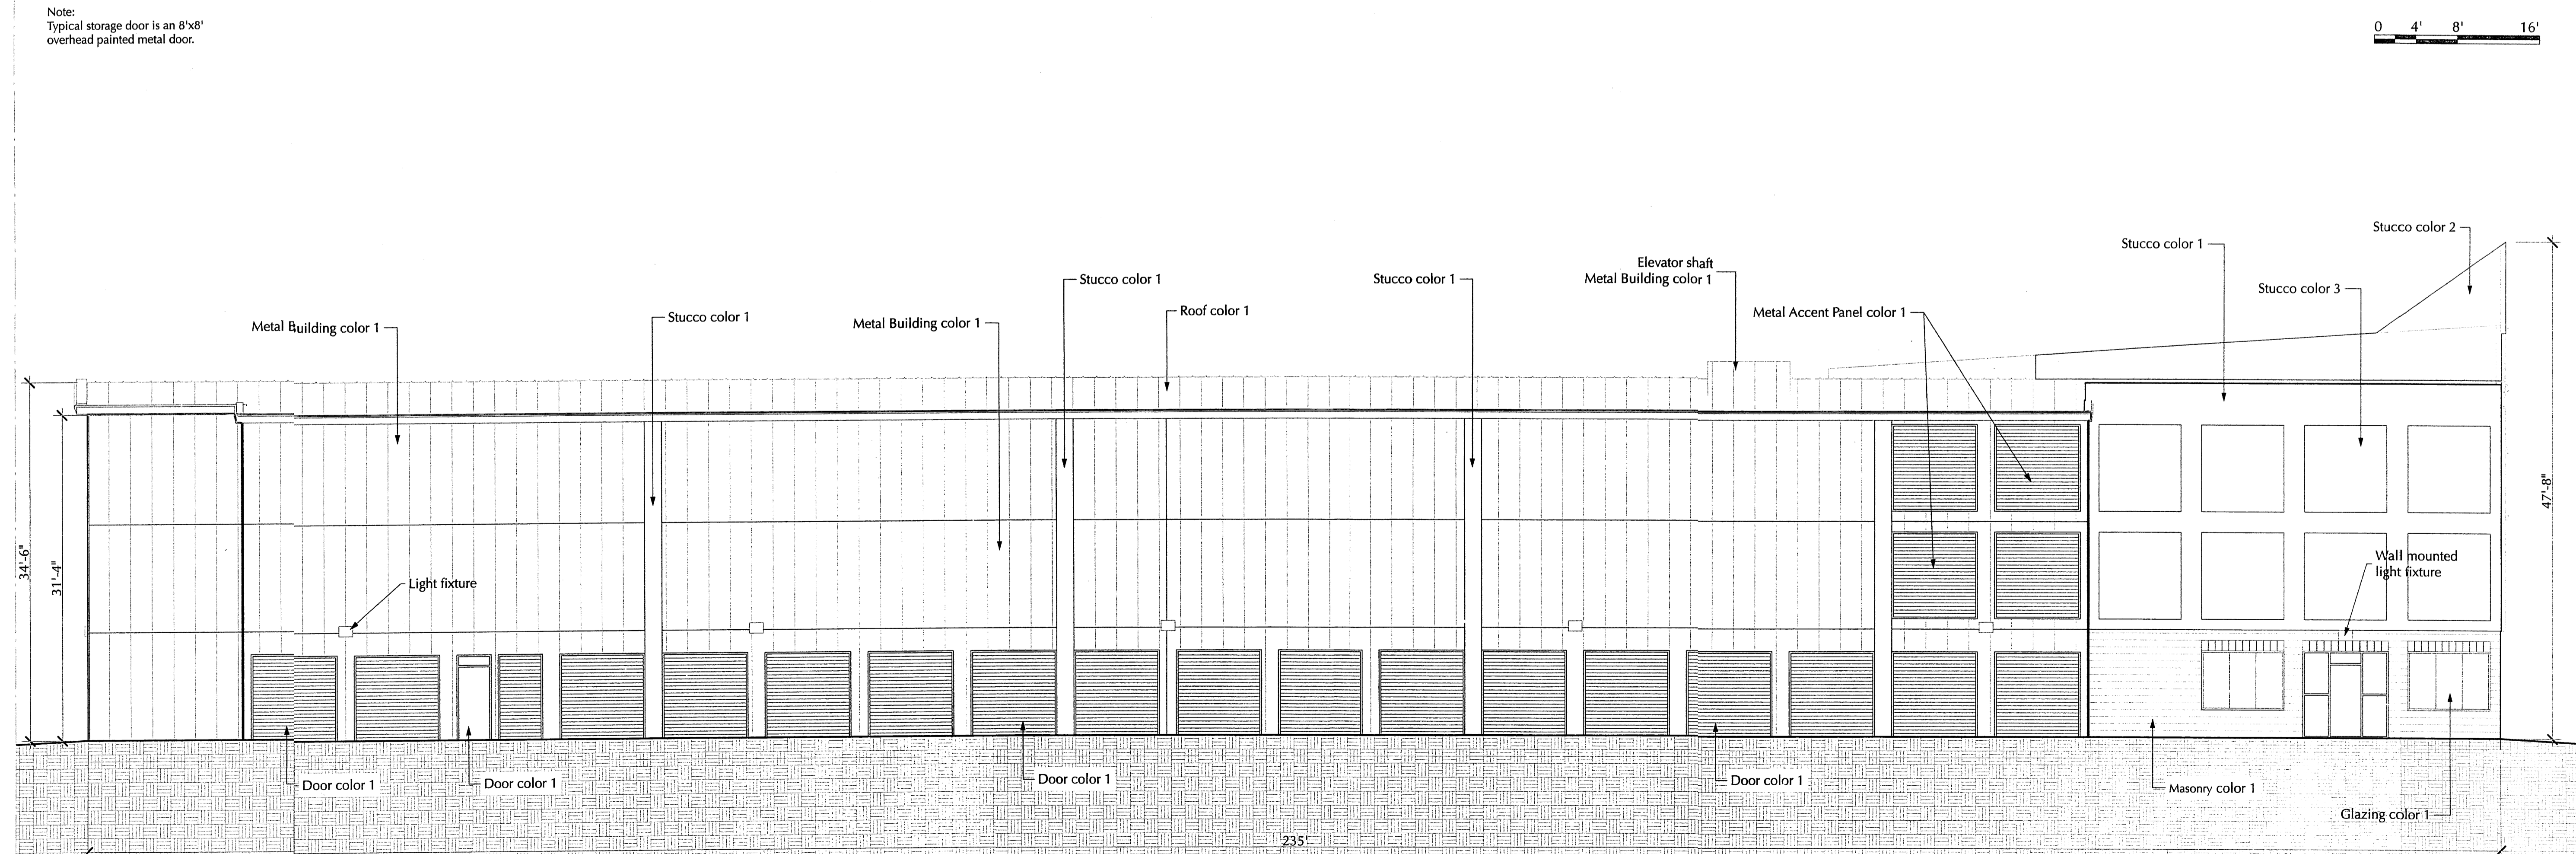 Note:
Typical storage door is an 8'x8'
overhead painted metal door.
0 4' 8' 16'
Stucco color 2
Stucco color 1
Elevator shaft
Metal Building color 1
Stucco color 1
Stucco color 1
Stucco color 3
Roof color 1
Metal Accent Panel color 1
Stucco color 1
Metal Building color 1
Metal Building color 1
47'-8"
34'-6"
31'-4"
Light fixture
Wall mounted
light fixture
Door color 1
Door color 1
Door color 1
Door color 1
Masonry color 1
Glazing color 1
235'